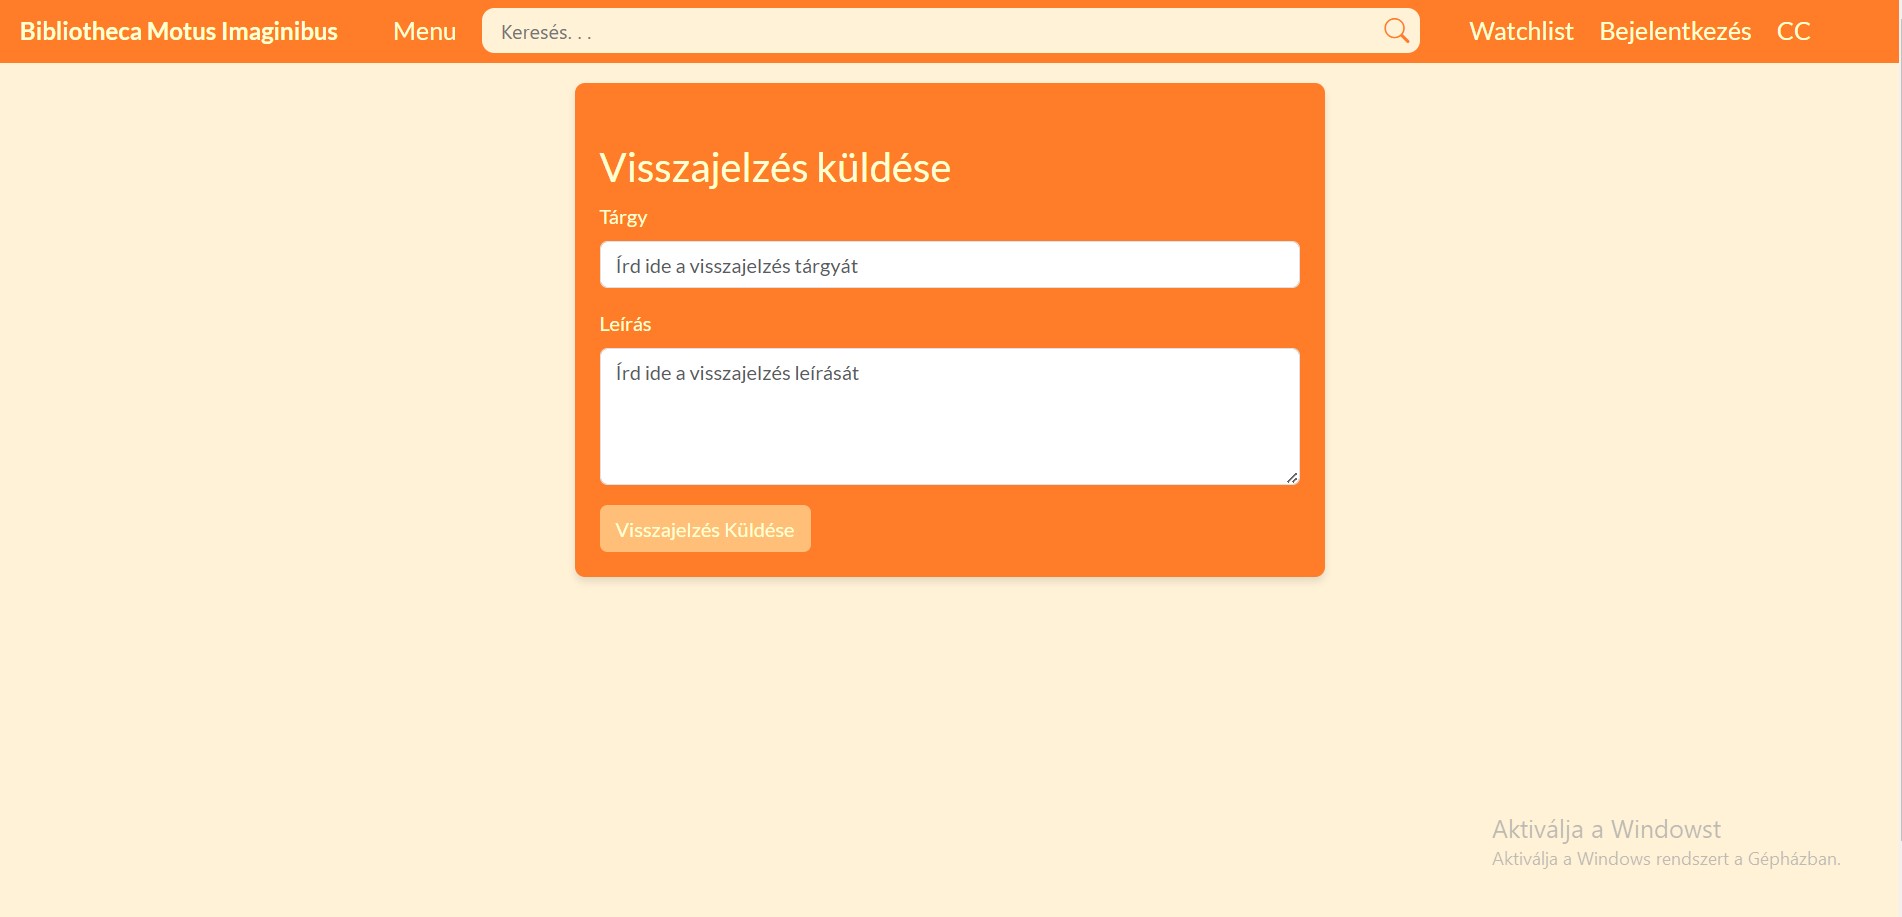 Bibliotheca Motus Imaginibus Menu Keresés. . . Watchlist Bejelentkezés CC
Visszajelzés küldése
Tárgy
Írd ide a visszajelzés tárgyát
Leírás
Írd ide a visszajelzés leírását
Visszajelzés Küldése
Aktiválja a Windowst
Aktiválja a Windows rendszert a Gépházban.